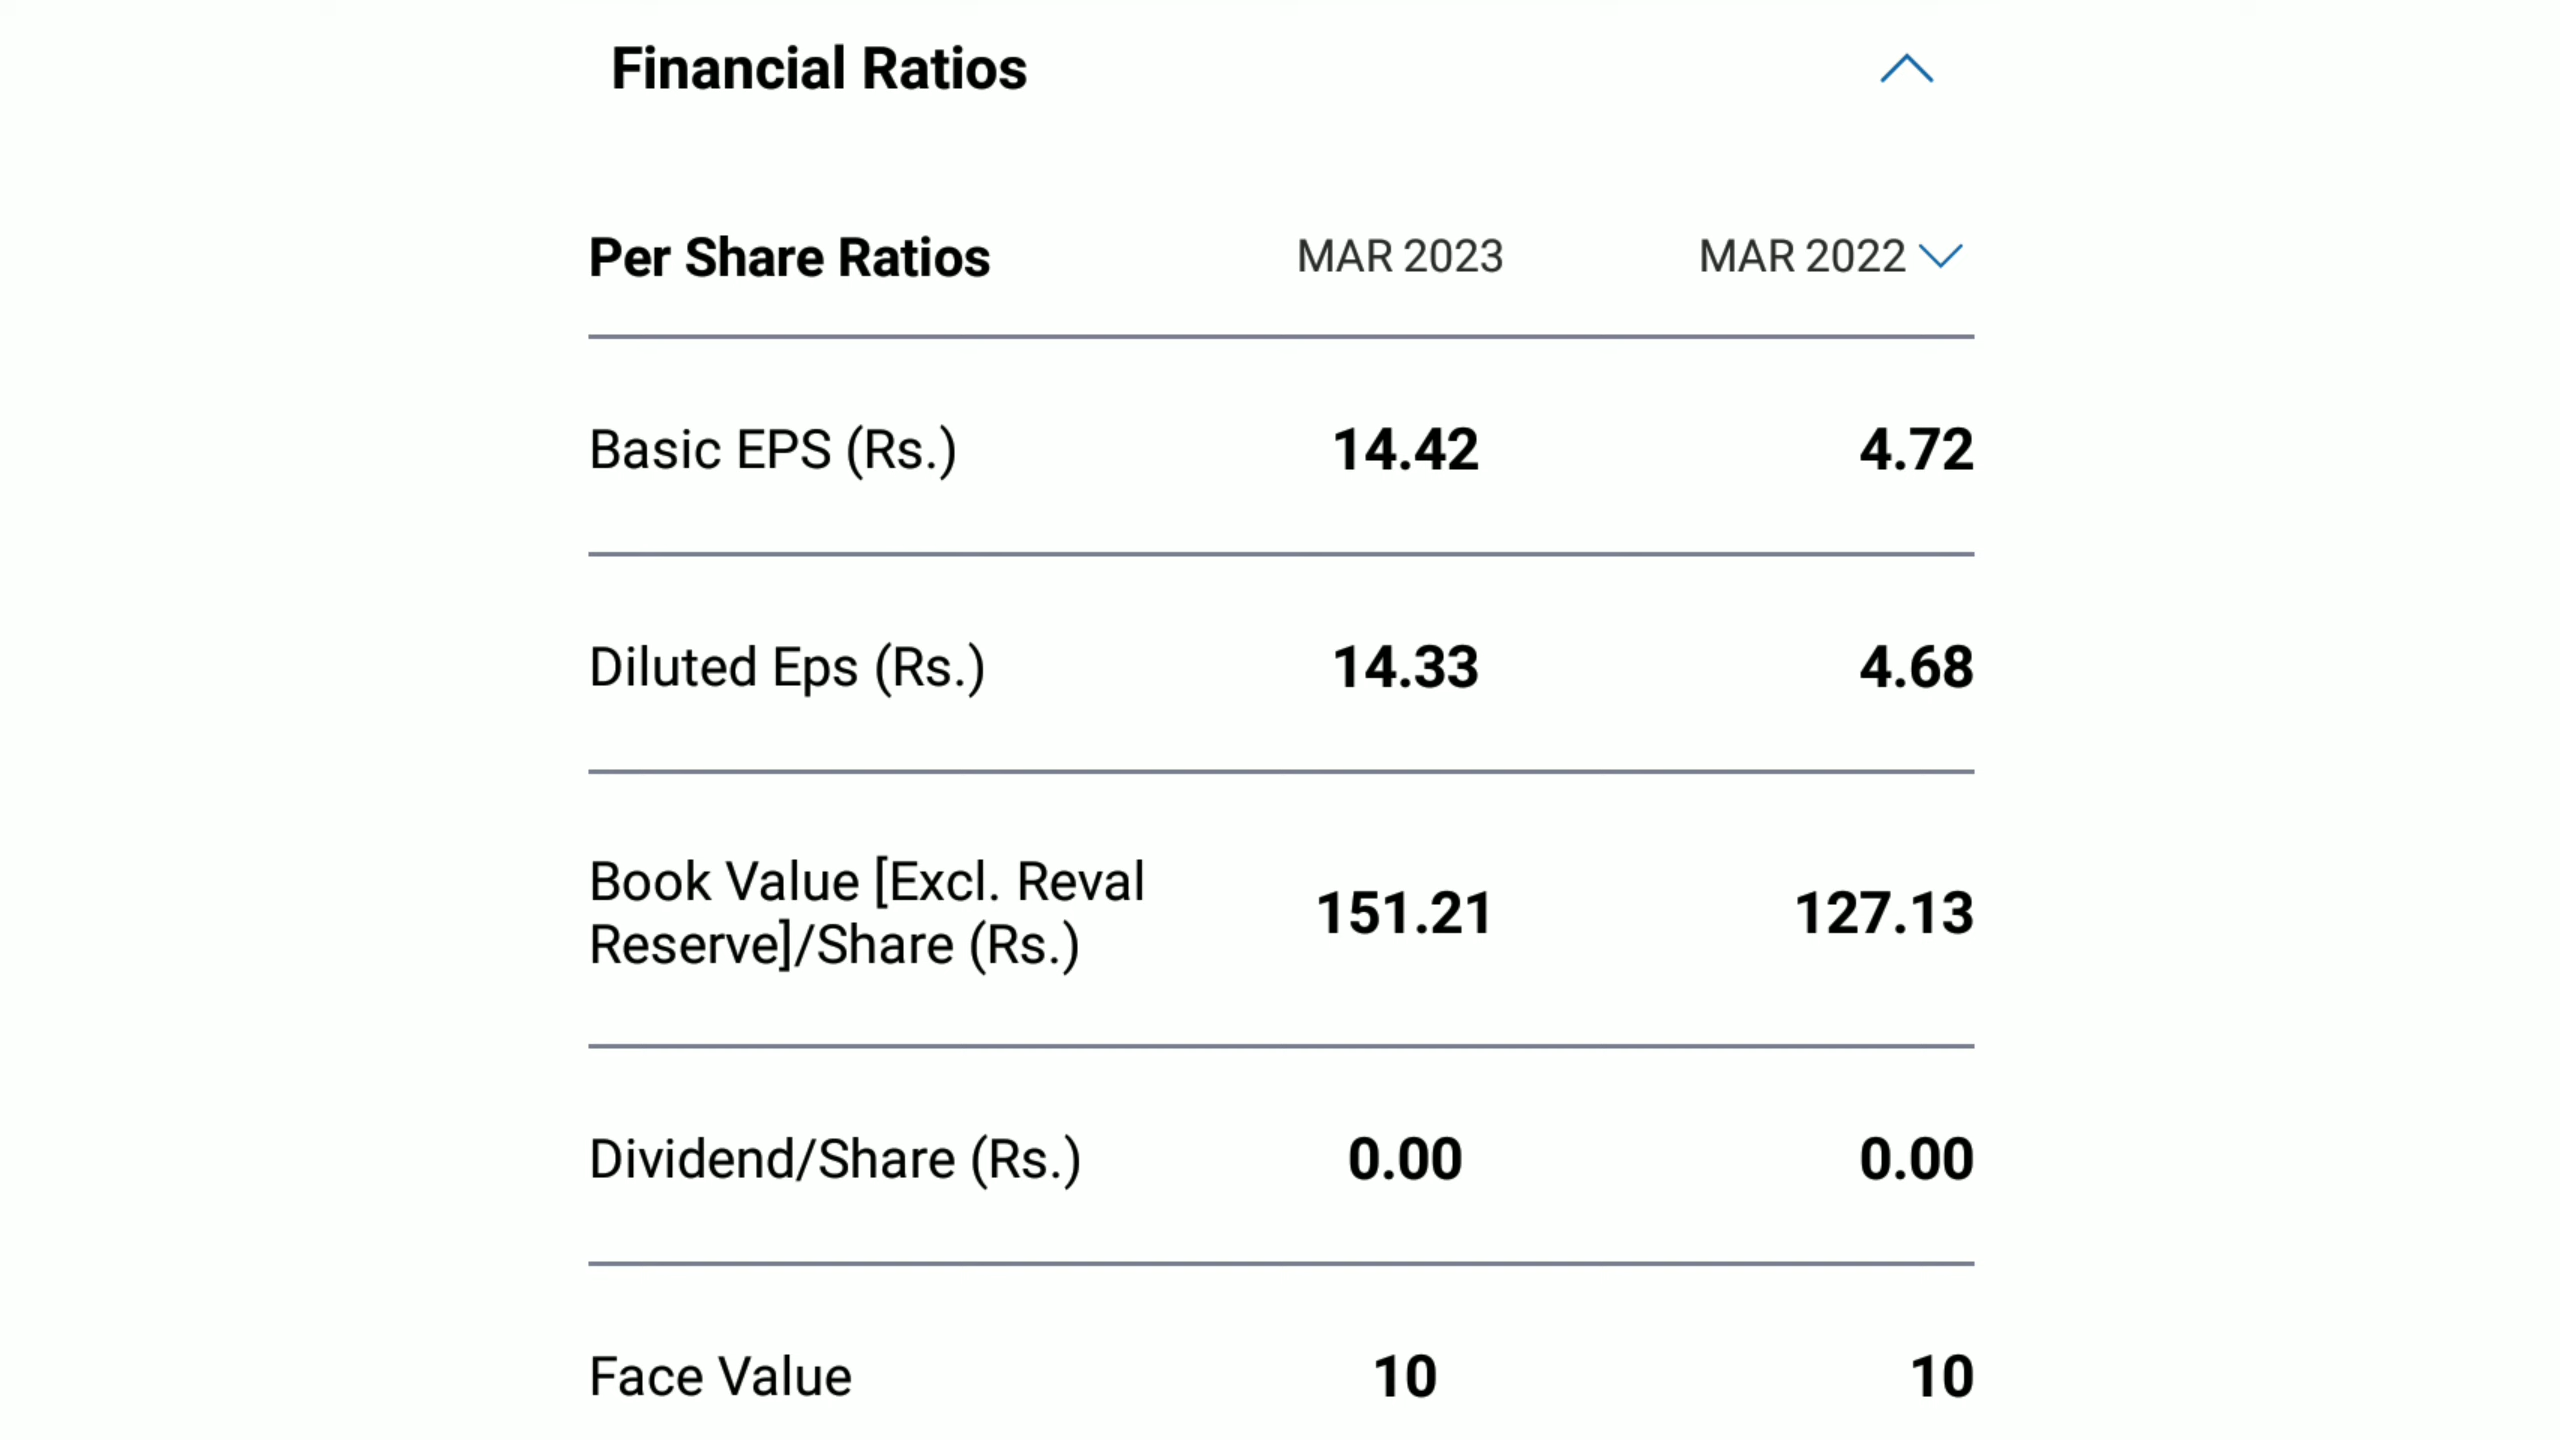 Financial Ratios
Per Share Ratios MAR 2023 MAR 2022
Basic EPS (Rs.) 14.42 4.72
Diluted Eps (Rs.) 14.33 4.68
Book Value [Excl. Reval
Reserve]/Share (Rs.) 151.21 127.13
Dividend/Share (Rs.) 0.00 0.00
Face Value 10 10